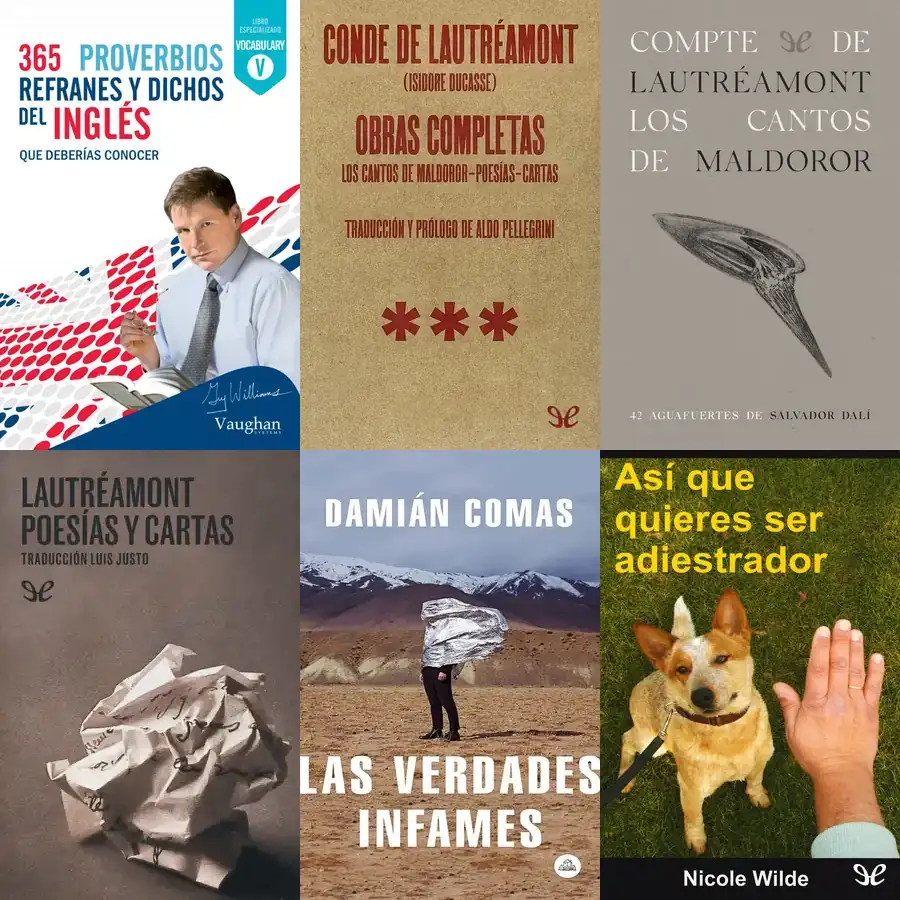 365 PROVERBIOS
REFRANES Y DICHOS
DEL INGLÉS
QUE DEBERÍAS CONOCER
LIBRO
ESPECIALIZADO
VOCABULARY
V
Guy Williams
Vaughan
SYSTEMS
CONDE DE LAUTRÉAMONT
(ISIDORE DUCASSE)
OBRAS COMPLETAS
LOS CANTOS DE MALDOROR-POESÍAS-CARTAS
TRADUCCIÓN Y PRÓLOGO DE ALDO PELLEGRINI
***
COMPTE DE
LAUTRÉAMONT
LOS CANTOS
DE MALDOROR
42 AGUAFUERTES DE SALVADOR DALÍ
LAUTRÉAMONT
POESÍAS Y CARTAS
TRADUCCIÓN LUIS JUSTO
DAMIÁN COMAS
LAS VERDADES
INFAMES
Así que
quieres ser
adiestrador
Nicole Wilde